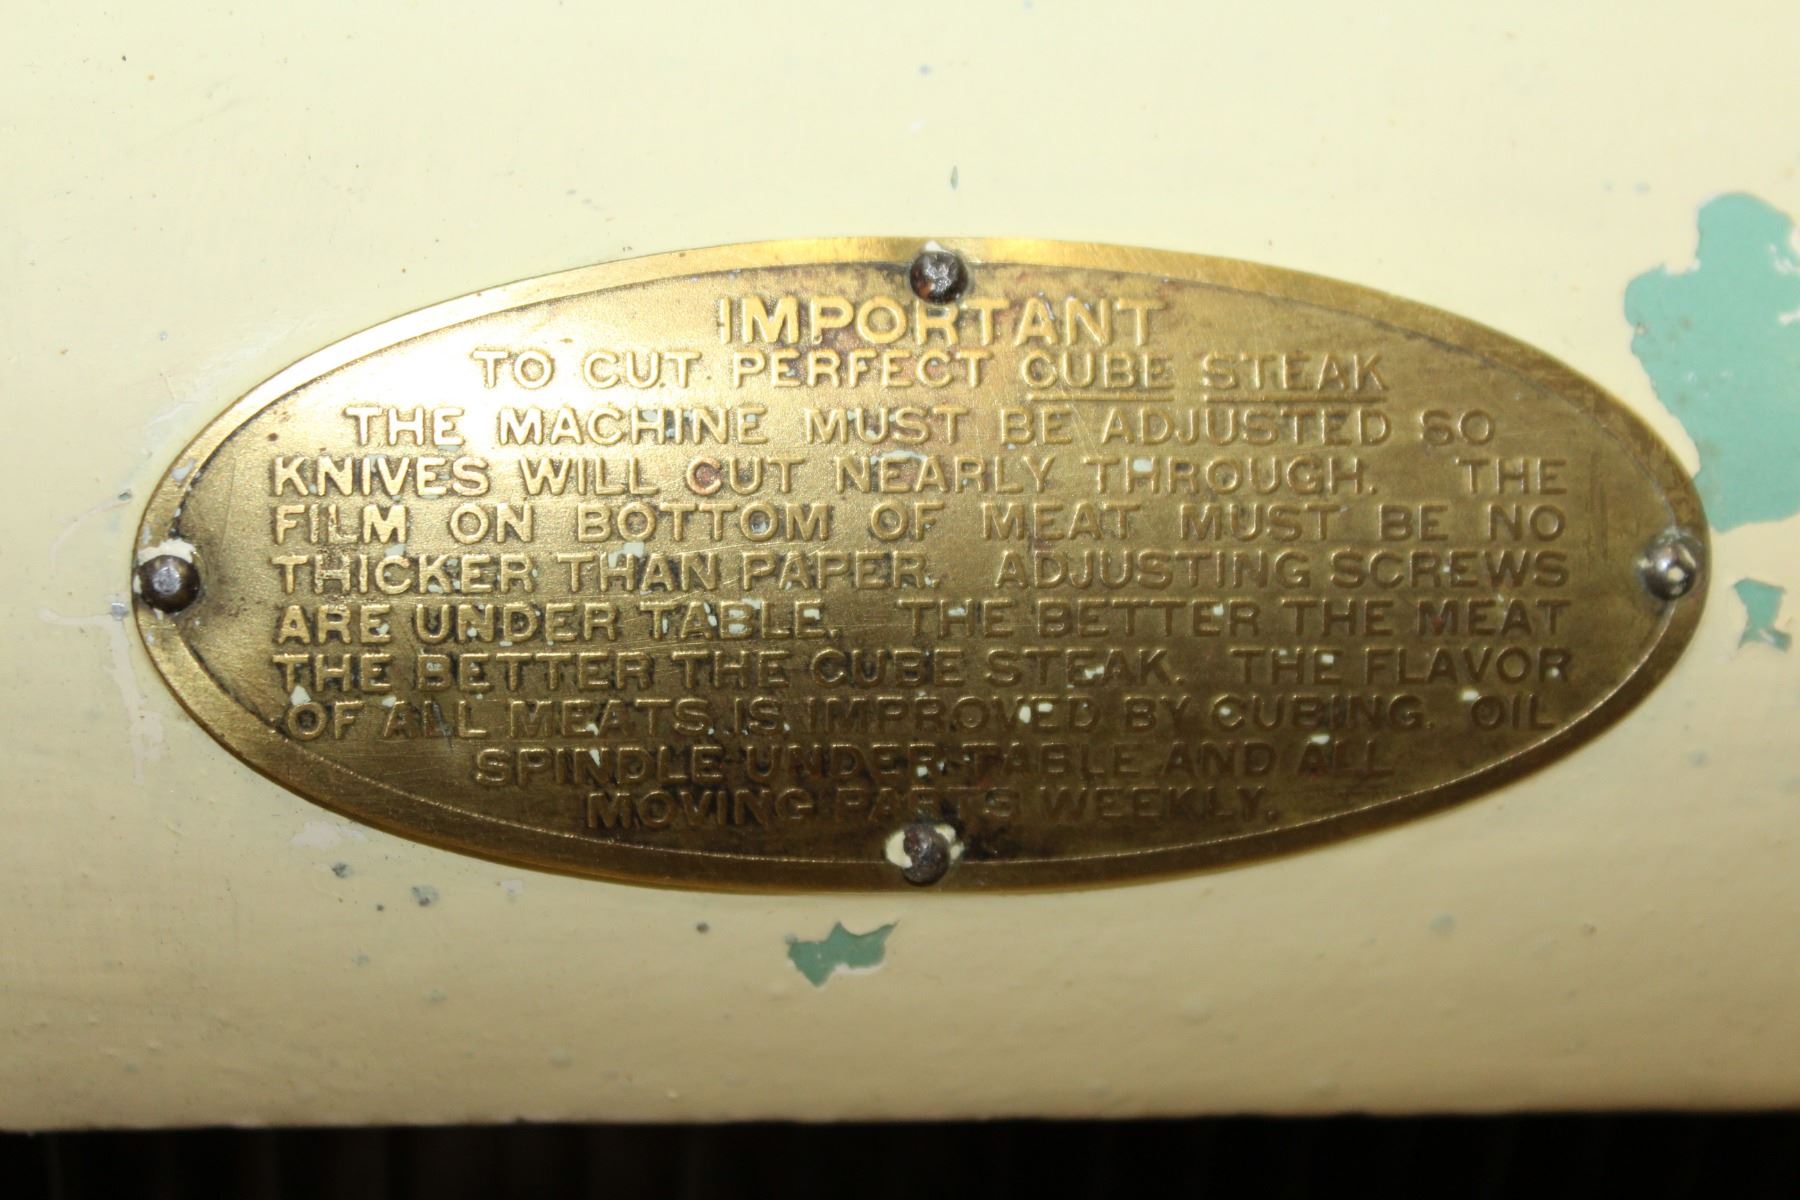 IMPORTANT
TO CUT PERFECT CUBE STEAK
THE MACHINE MUST BE ADJUSTED SO
KNIVES WILL CUT NEARLY THROUGH. THE
FILM ON BOTTOM OF MEAT MUST BE NO
THICKER THAN PAPER. ADJUSTING SCREWS
ARE UNDER TABLE. THE BETTER THE MEAT
THE BETTER THE CUBE STEAK. THE FLAVOR
OF ALL MEATS IS IMPROVED BY CUBING. OIL
SPINDLE UNDER TABLE AND ALL
MOVING PARTS WEEKLY.